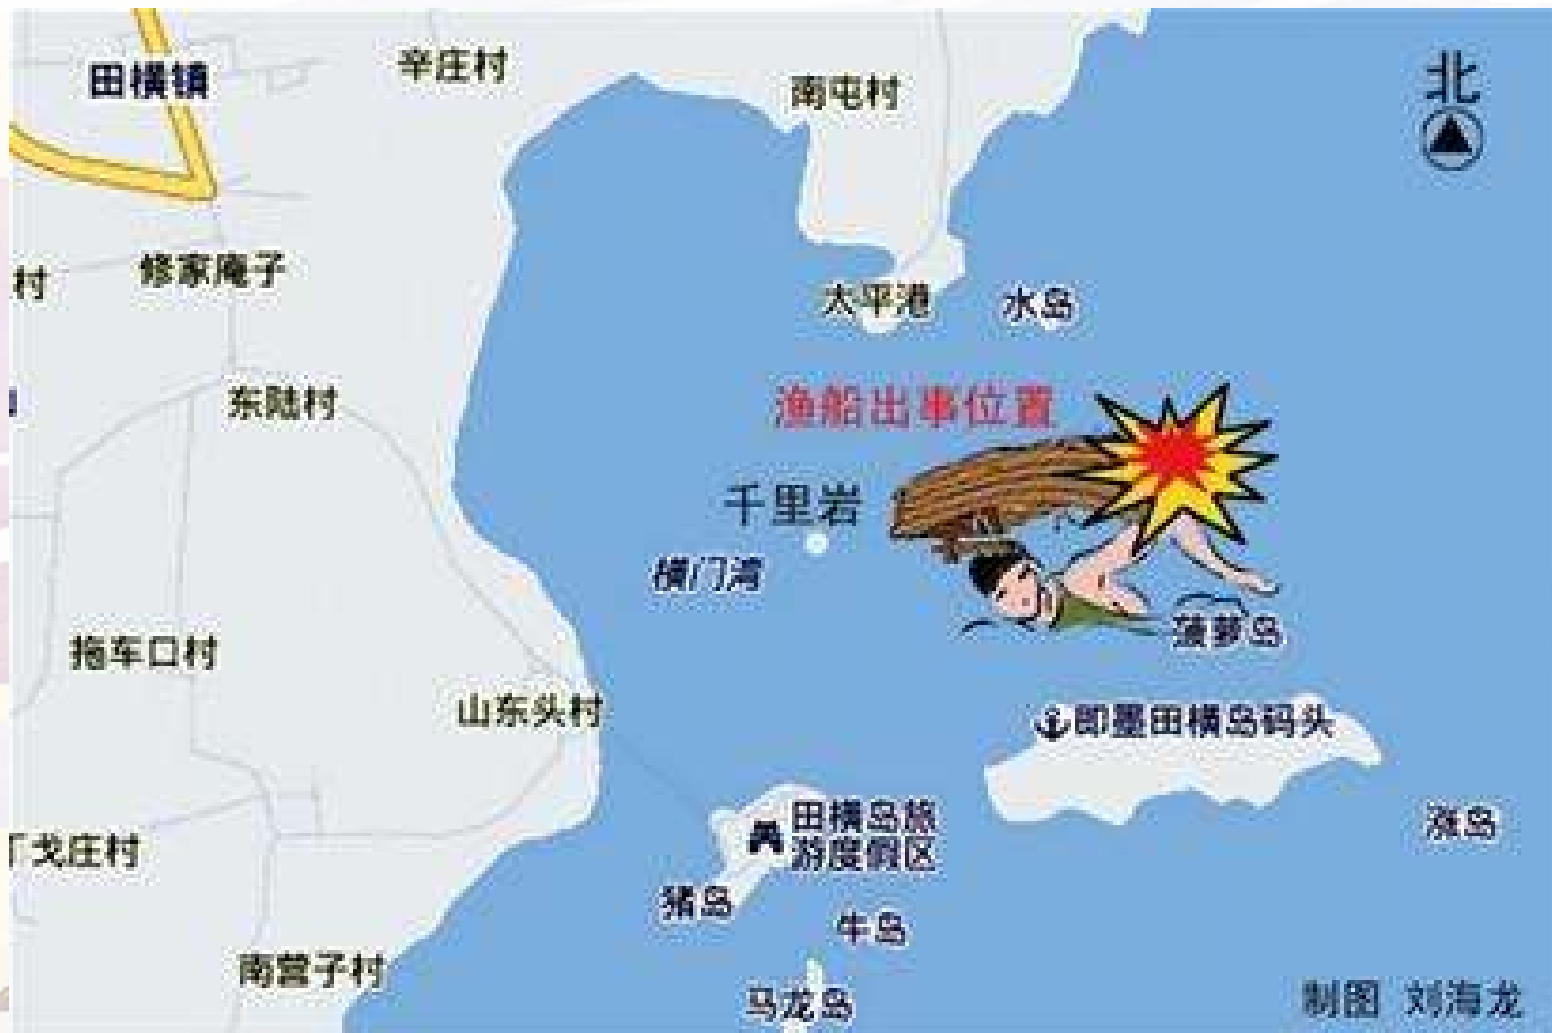 北
辛庄村
田横镇
南屯村
修家庵子
村
太平港
水岛
东陆村
渔船出事位置
千里岩
横门湾
菠萝岛
拖车口村
山东头村
即墨田横岛码头
田横岛旅
游度假区
涨岛
丁戈庄村
猪岛
牛岛
南营子村
马龙岛
制图 刘海龙